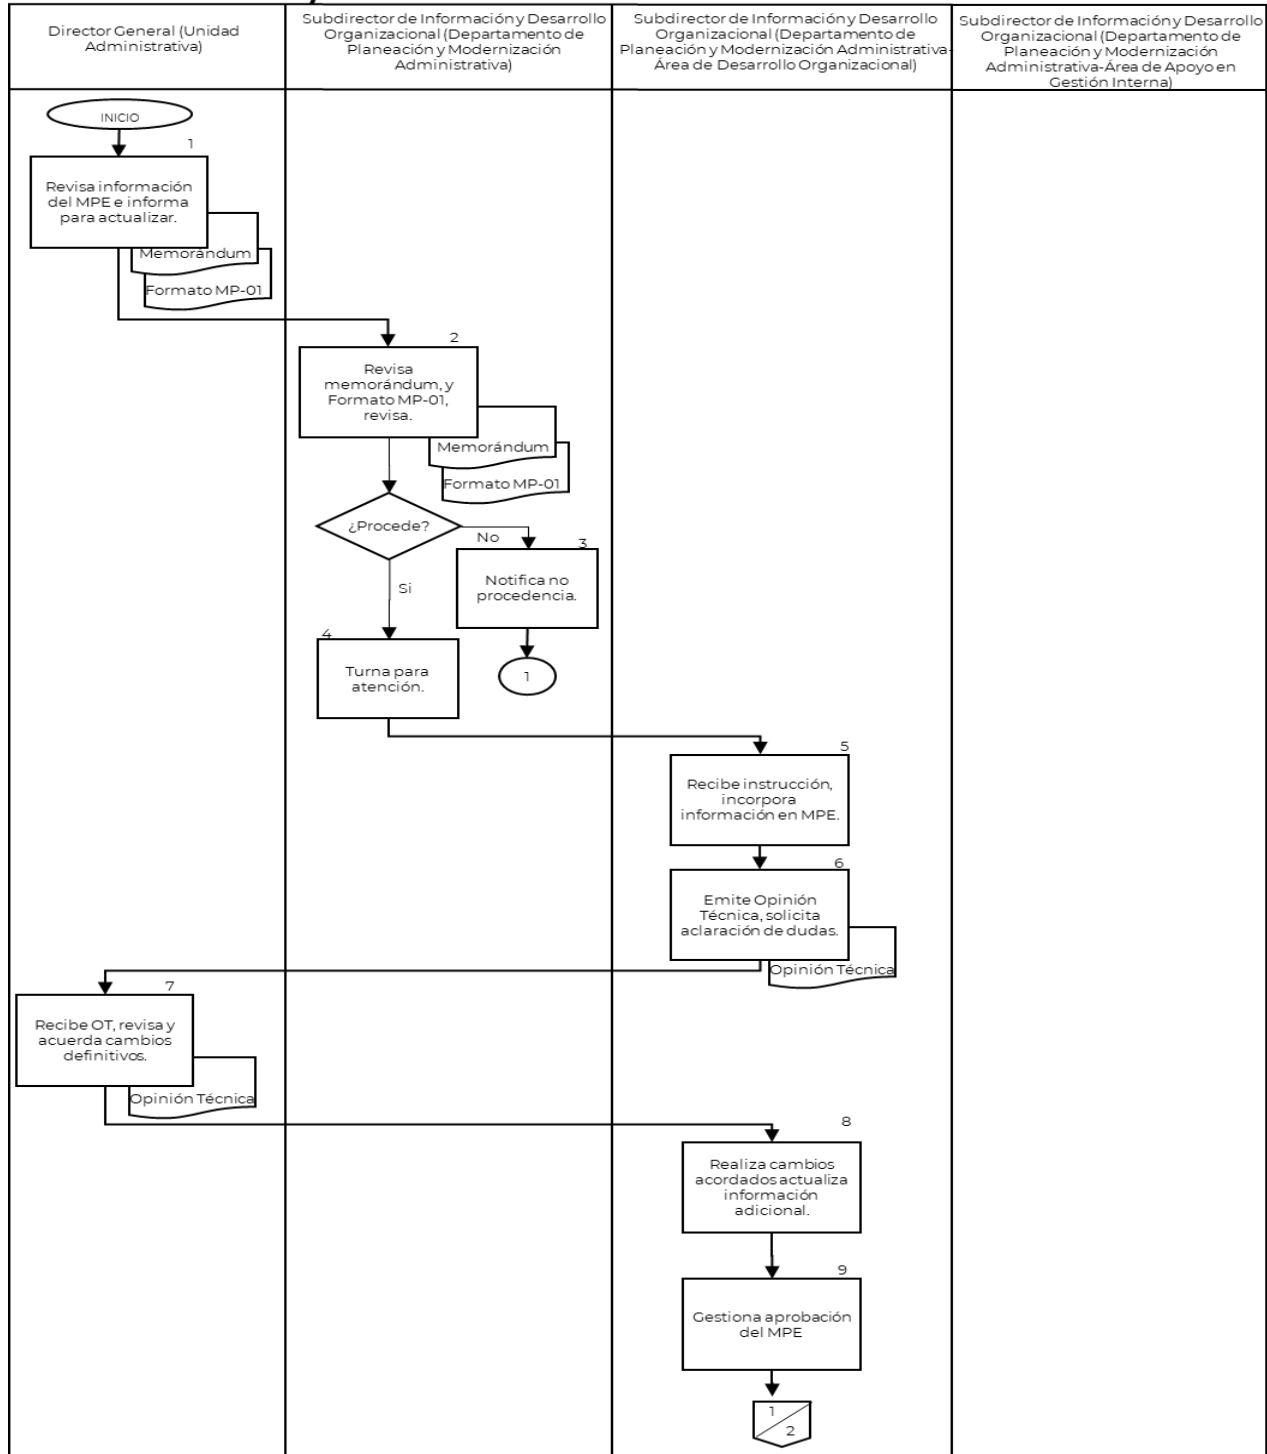 Director General (Unidad
Administrativa)
Subdirector de Información y Desarrollo
Organizacional (Departamento de
Planeación y Modernización
Administrativa)
Subdirector de Información y Desarrollo
Organizacional (Departamento de
Planeación y Modernización Administrativa-
Área de Desarrollo Organizacional)
Subdirector de Información y Desarrollo
Organizacional (Departamento de
Planeación y Modernización
Administrativa-Área de Apoyo en
Gestión Interna)
INICIO
1
Revisa información
del MPE e informa
para actualizar.
Memorándum
Formato MP-01
2
Revisa
memorándum, y
Formato MP-01,
revisa.
Memorándum
Formato MP-01
¿Procede?
No
3
Notifica no
procedencia.
1
Si
4
Turna para
atención.
5
Recibe instrucción,
incorpora
información en MPE.
6
Emite Opinión
Técnica, solicita
aclaración de dudas.
Opinión Técnica
7
Recibe OT, revisa y
acuerda cambios
definitivos.
Opinión Técnica
8
Realiza cambios
acordados actualiza
información
adicional.
9
Gestiona aprobación
del MPE
1
2